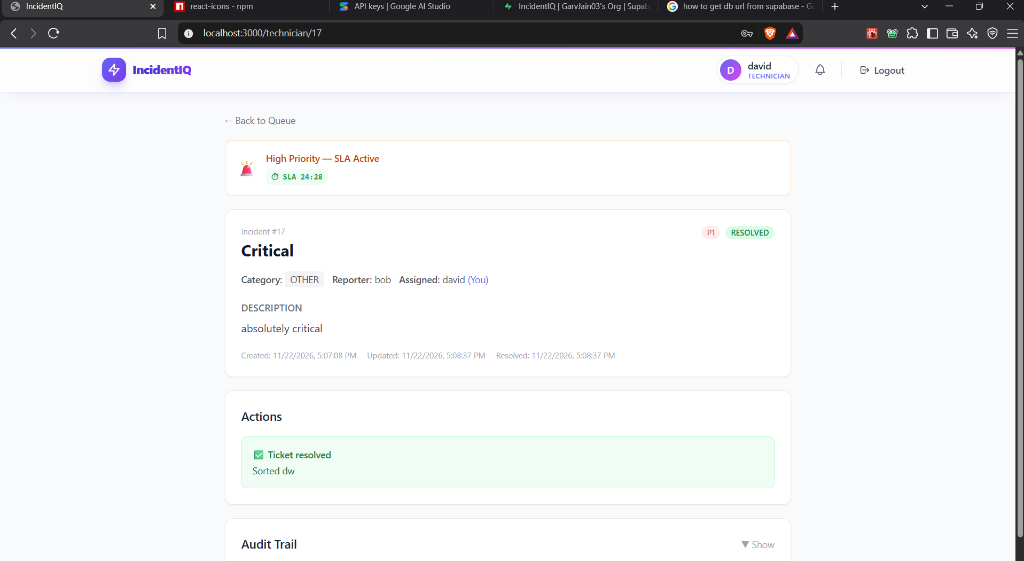 IncidentIQ
react-icons - npm
API keys | Google AI Studio
IncidentIQ | GarvJain03's Org | Supab
how to get db url from supabase - G
localhost:3000/technician/17
IncidentIQ
D
david
TECHNICIAN
Logout
← Back to Queue
High Priority — SLA Active
SLA 24:28
Incident #17
P1
RESOLVED
Critical
Category: OTHER Reporter: bob Assigned: david (You)
DESCRIPTION
absolutely critical
Created: 11/22/2026, 5:07:08 PM Updated: 11/22/2026, 5:08:37 PM Resolved: 11/22/2026, 5:08:37 PM
Actions
Ticket resolved
Sorted dw
Audit Trail
▼ Show